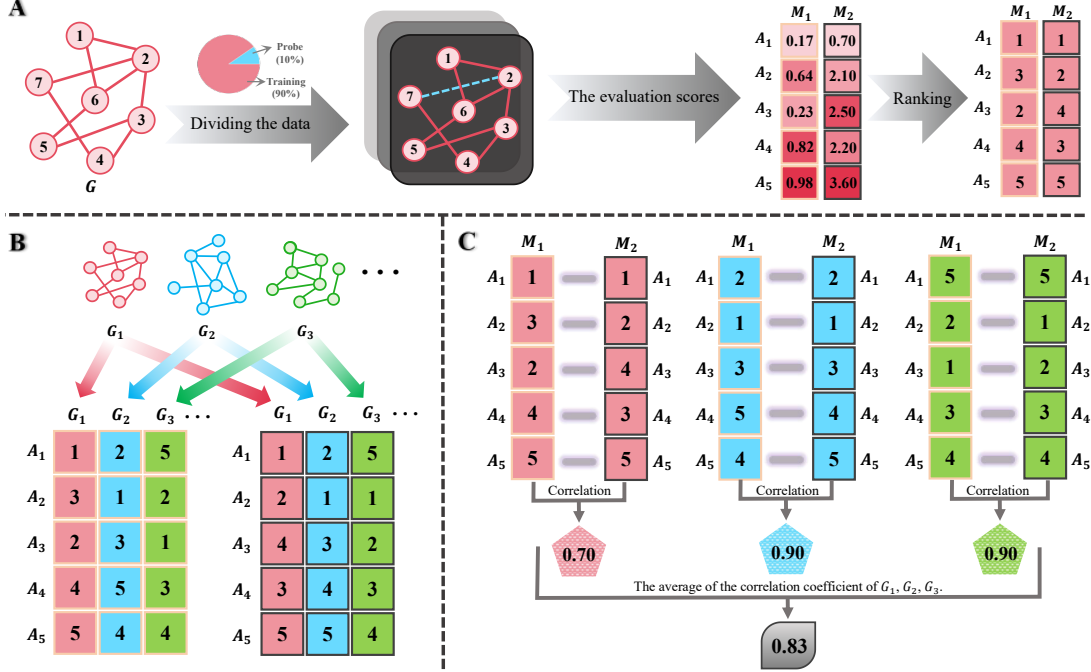 A
1
2
7
6
3
5
4
G
Probe
(10%)
Training
(90%)
Dividing the data
1
2
7
6
3
5
4
The evaluation scores
M₁ M₂
A₁ 0.17 0.70
A₂ 0.64 2.10
A₃ 0.23 2.50
A₄ 0.82 2.20
A₅ 0.98 3.60
Ranking
M₁ M₂
A₁ 1 1
A₂ 3 2
A₃ 2 4
A₄ 4 3
A₅ 5 5
B
• • •
G₁ G₂ G₃
G₁ G₂ G₃ • • •
A₁ 1 2 5
A₂ 3 1 2
A₃ 2 3 1
A₄ 4 5 3
A₅ 5 4 4
G₁ G₂ G₃ • • •
A₁ 1 2 5
A₂ 2 1 1
A₃ 4 3 2
A₄ 3 4 3
A₅ 5 5 4
C
M₁ M₂
A₁ 1 1 A₁
A₂ 3 2 A₂
A₃ 2 4 A₃
A₄ 4 3 A₄
A₅ 5 5 A₅
Correlation
0.70
M₁ M₂
2 2 A₁
1 1 A₂
3 3 A₃
5 4 A₄
4 5 A₅
Correlation
0.90
M₁ M₂
5 5 A₁
2 1 A₂
1 2 A₃
3 3 A₄
4 4 A₅
Correlation
0.90
The average of the correlation coefficient of G₁, G₂, G₃.
0.83